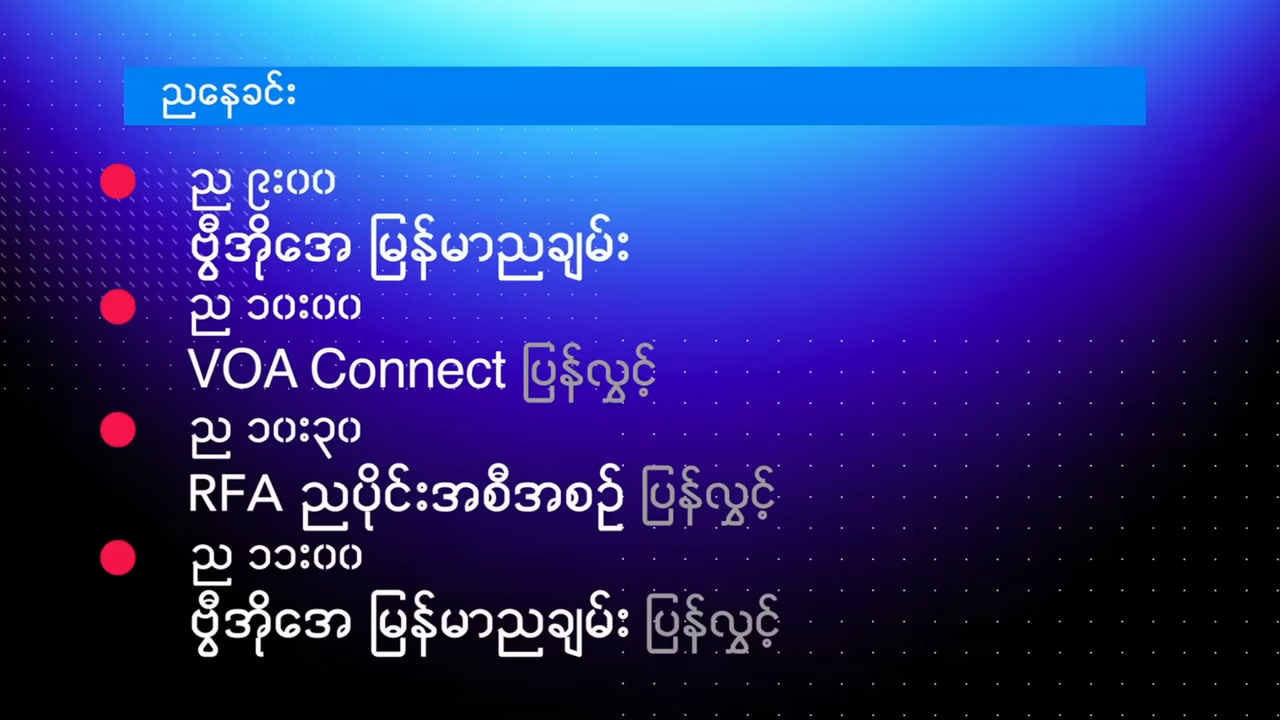 ညနေခင်း
ည ၉း၀၀
ဗွီအိုအေ မြန်မာညချမ်း
ည ၁၀း၀၀
VOA Connect ပြန်လွှင့်
ည ၁၀း၃၀
RFA ညပိုင်းအစီအစဉ် ပြန်လွှင့်
ည ၁၁း၀၀
ဗွီအိုအေ မြန်မာညချမ်း ပြန်လွှင့်